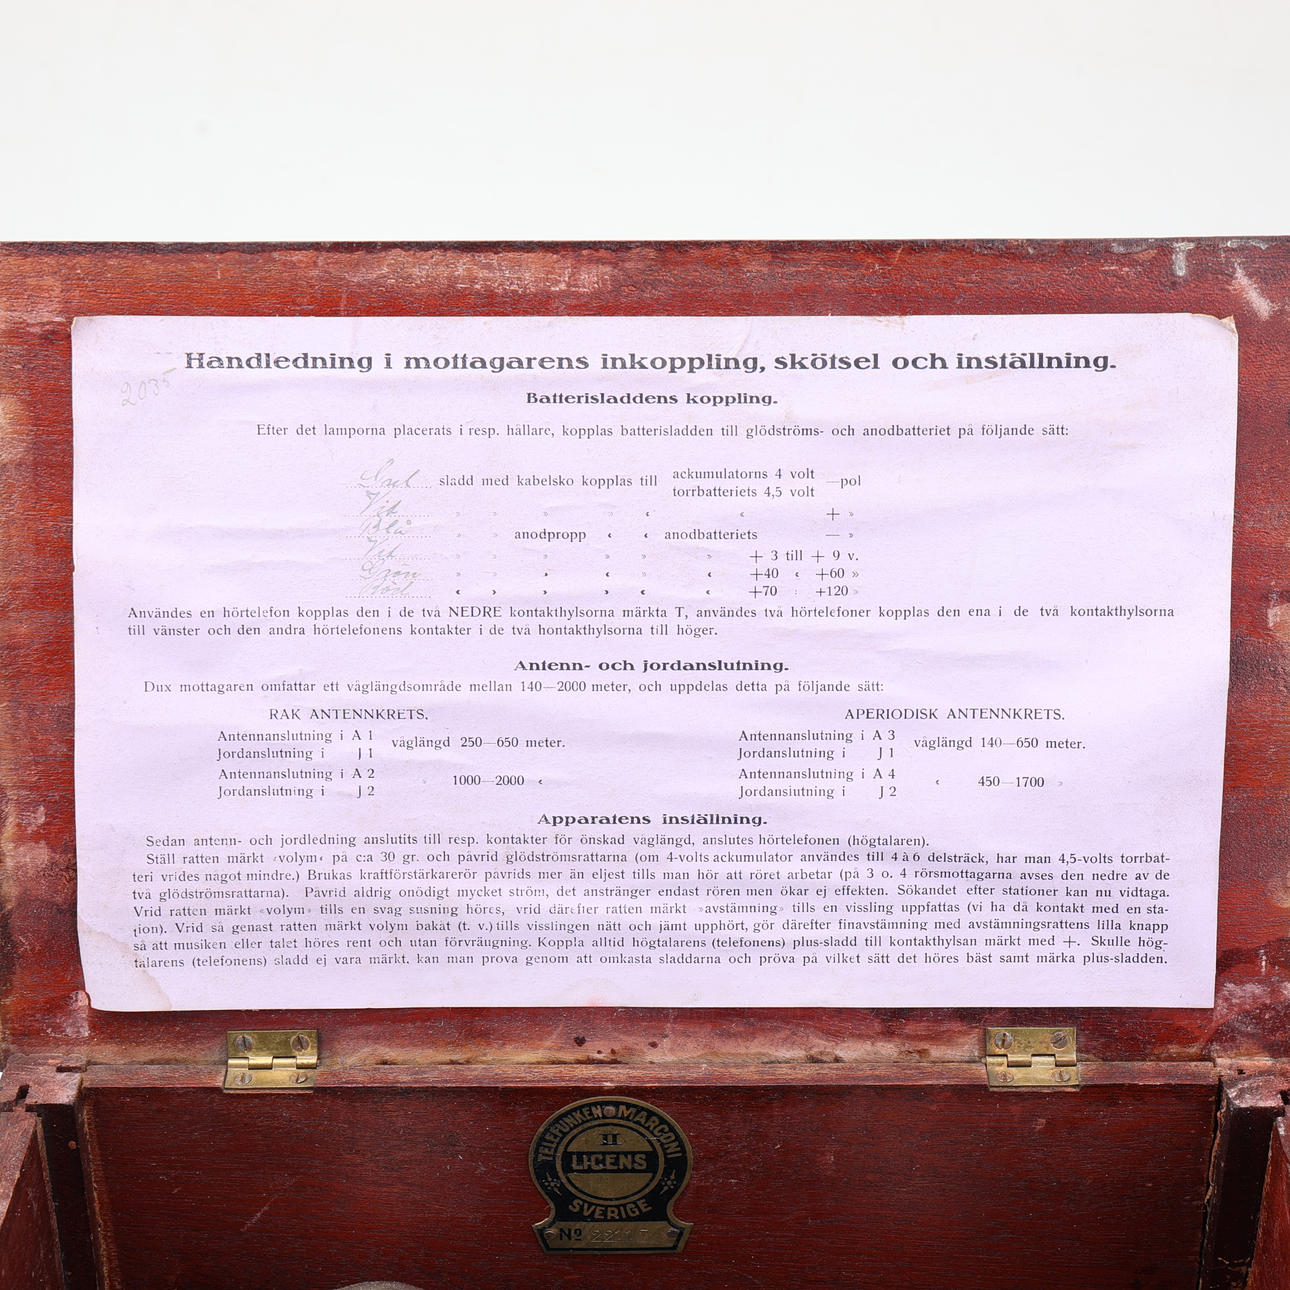 Handledning i mottagarens inkoppling, skötsel och inställning.
2035
Batterisladdens koppling.
Efter det lamporna placerats i resp. hållare, kopplas batterisladden till glödströms- och anodbatteriet på följande sätt:
sladd med kabelsko kopplas till ackumulatorns 4 volt —pol
torrbatteriets 4,5 volt
Vit » » » » « « + »
Blå » » anodpropp « « anodbatteriets — »
Vit » » » » » » + 3 till + 9 v.
Grön » » » « » « +40 « +60 »
Röd « » » » « « +70 : +120 »
Användes en hörtelefon kopplas den i de två NEDRE kontakthylsorna märkta T, användes två hörtelefoner kopplas den ena i de två kontakthylsorna
till vänster och den andra hörtelefonens kontakter i de två hontakthylsorna till höger.
Antenn- och jordanslutning.
Dux mottagaren omfattar ett våglängdsområde mellan 140—2000 meter, och uppdelas detta på följande sätt:
RAK ANTENNKRETS. APERIODISK ANTENNKRETS.
Antennanslutning i A 1 våglängd 250—650 meter. Antennanslutning i A 3 våglängd 140—650 meter.
Jordanslutning i J 1 Jordanslutning i J 1
Antennanslutning i A 2 » 1000—2000 « Antennanslutning i A 4 « 450—1700 »
Jordanslutning i J 2 Jordanslutning i J 2
Apparatens inställning.
Sedan antenn- och jordledning anslutits till resp. kontakter för önskad våglängd, anslutes hörtelefonen (högtalaren).
Ställ ratten märkt «volym« på c:a 30 gr. och påvrid glödströmsrattarna (om 4-volts ackumulator användes till 4 à 6 delsträck, har man 4,5-volts torrbat-
teri vrides något mindre.) Brukas kraftförstärkarerör påvrids mer än eljest tills man hör att röret arbetar (på 3 o. 4 rörsmottagarna avses den nedre av de
två glödströmsrattarna). Påvrid aldrig onödigt mycket ström, det anstränger endast rören men ökar ej effekten. Sökandet efter stationer kan nu vidtaga.
Vrid ratten märkt «volym» tills en svag susning höres, vrid därefter ratten märkt »avstämning» tills en vissling uppfattas (vi ha då kontakt med en sta-
tion). Vrid så genast ratten märkt volym bakåt (t. v.) tills visslingen nätt och jämt upphört, gör därefter finavstämning med avstämningsrattens lilla knapp
så att musiken eller talet höres rent och utan förvräugning. Koppla alltid högtalarens (telefonens) plus-sladd till kontakthylsan märkt med +. Skulle hög-
talarens (telefonens) sladd ej vara märkt, kan man prova genom att omkasta sladdarna och pröva på vilket sätt det höres bäst samt märka plus-sladden.
TELEFUNKEN MARCONI
II
LICENS
SVERIGE
Nº